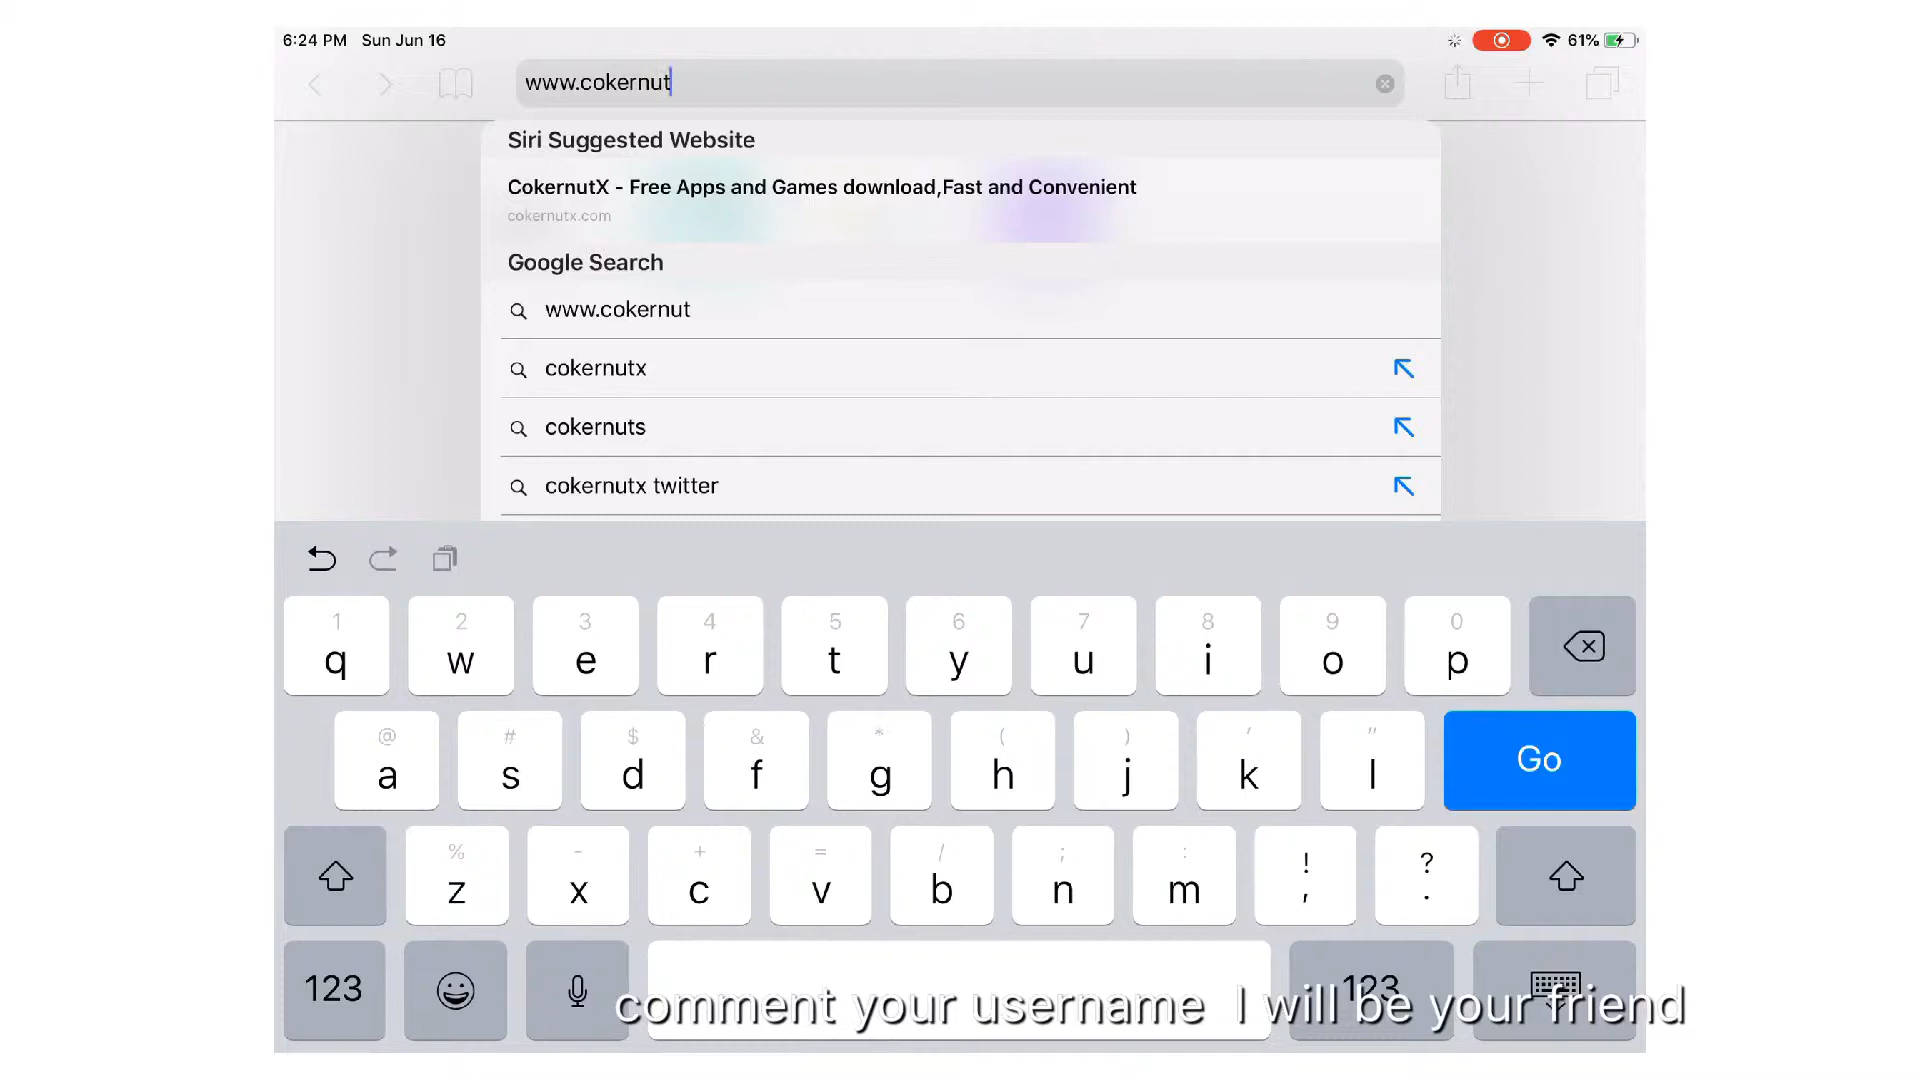 6:24 PM Sun Jun 16
61%
www.cokernut
Siri Suggested Website
CokernutX - Free Apps and Games download,Fast and Convenient
cokernutx.com
Google Search
www.cokernut
cokernutx
cokernuts
cokernutx twitter
1 2 3 4 5 6 7 8 9 0
q w e r t y u i o p
@ # $ & * ( ) ' "
a s d f g h j k l Go
% - + = / ; : ! ?
z x c v b n m , .
123 123
comment your username I will be your friend